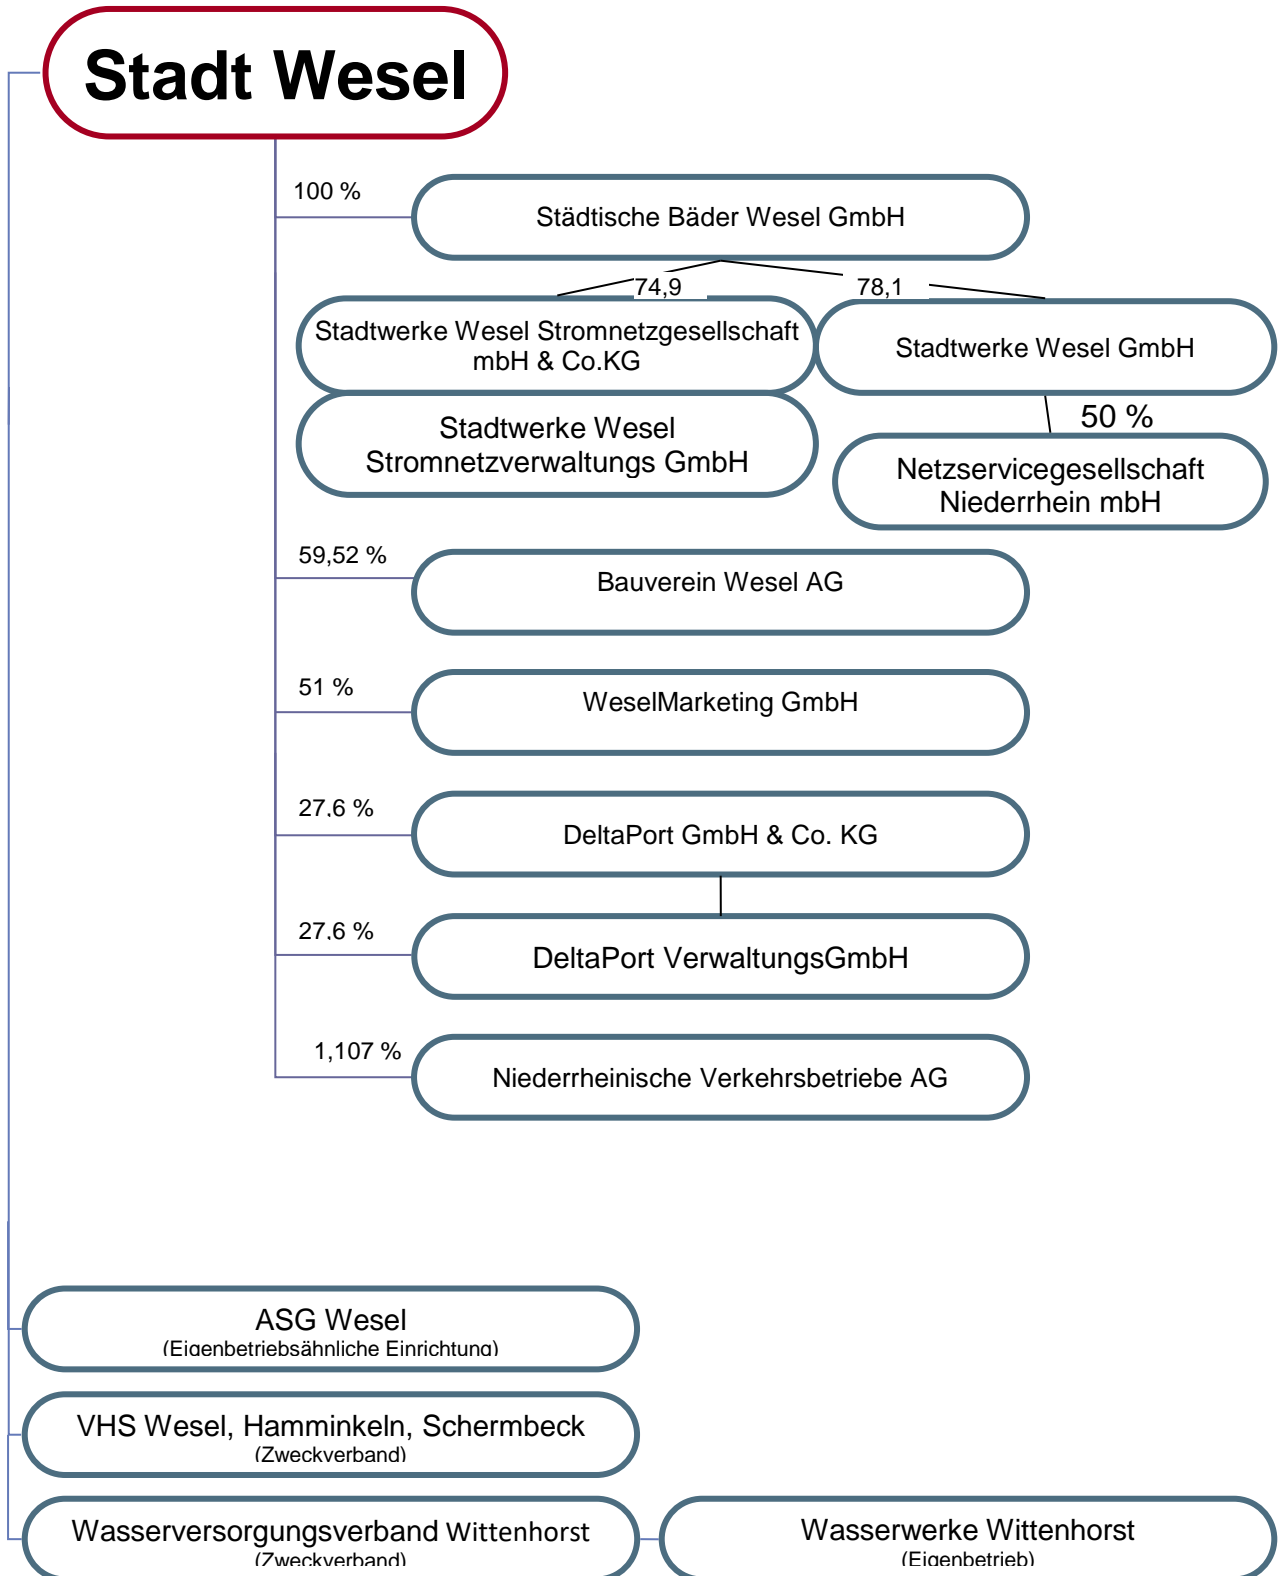 Stadt Wesel
100 %
Städtische Bäder Wesel GmbH
74,9
78,1
Stadtwerke Wesel Stromnetzgesellschaft
mbH & Co.KG
Stadtwerke Wesel GmbH
50 %
Stadtwerke Wesel
Stromnetzverwaltungs GmbH
Netzservicegesellschaft
Niederrhein mbH
59,52 %
Bauverein Wesel AG
51 %
WeselMarketing GmbH
27,6 %
DeltaPort GmbH & Co. KG
27,6 %
DeltaPort VerwaltungsGmbH
1,107 %
Niederrheinische Verkehrsbetriebe AG
ASG Wesel
(Eigenbetriebsähnliche Einrichtung)
VHS Wesel, Hamminkeln, Schermbeck
(Zweckverband)
Wasserversorgungsverband Wittenhorst
(Zweckverband)
Wasserwerke Wittenhorst
(Eigenbetrieb)